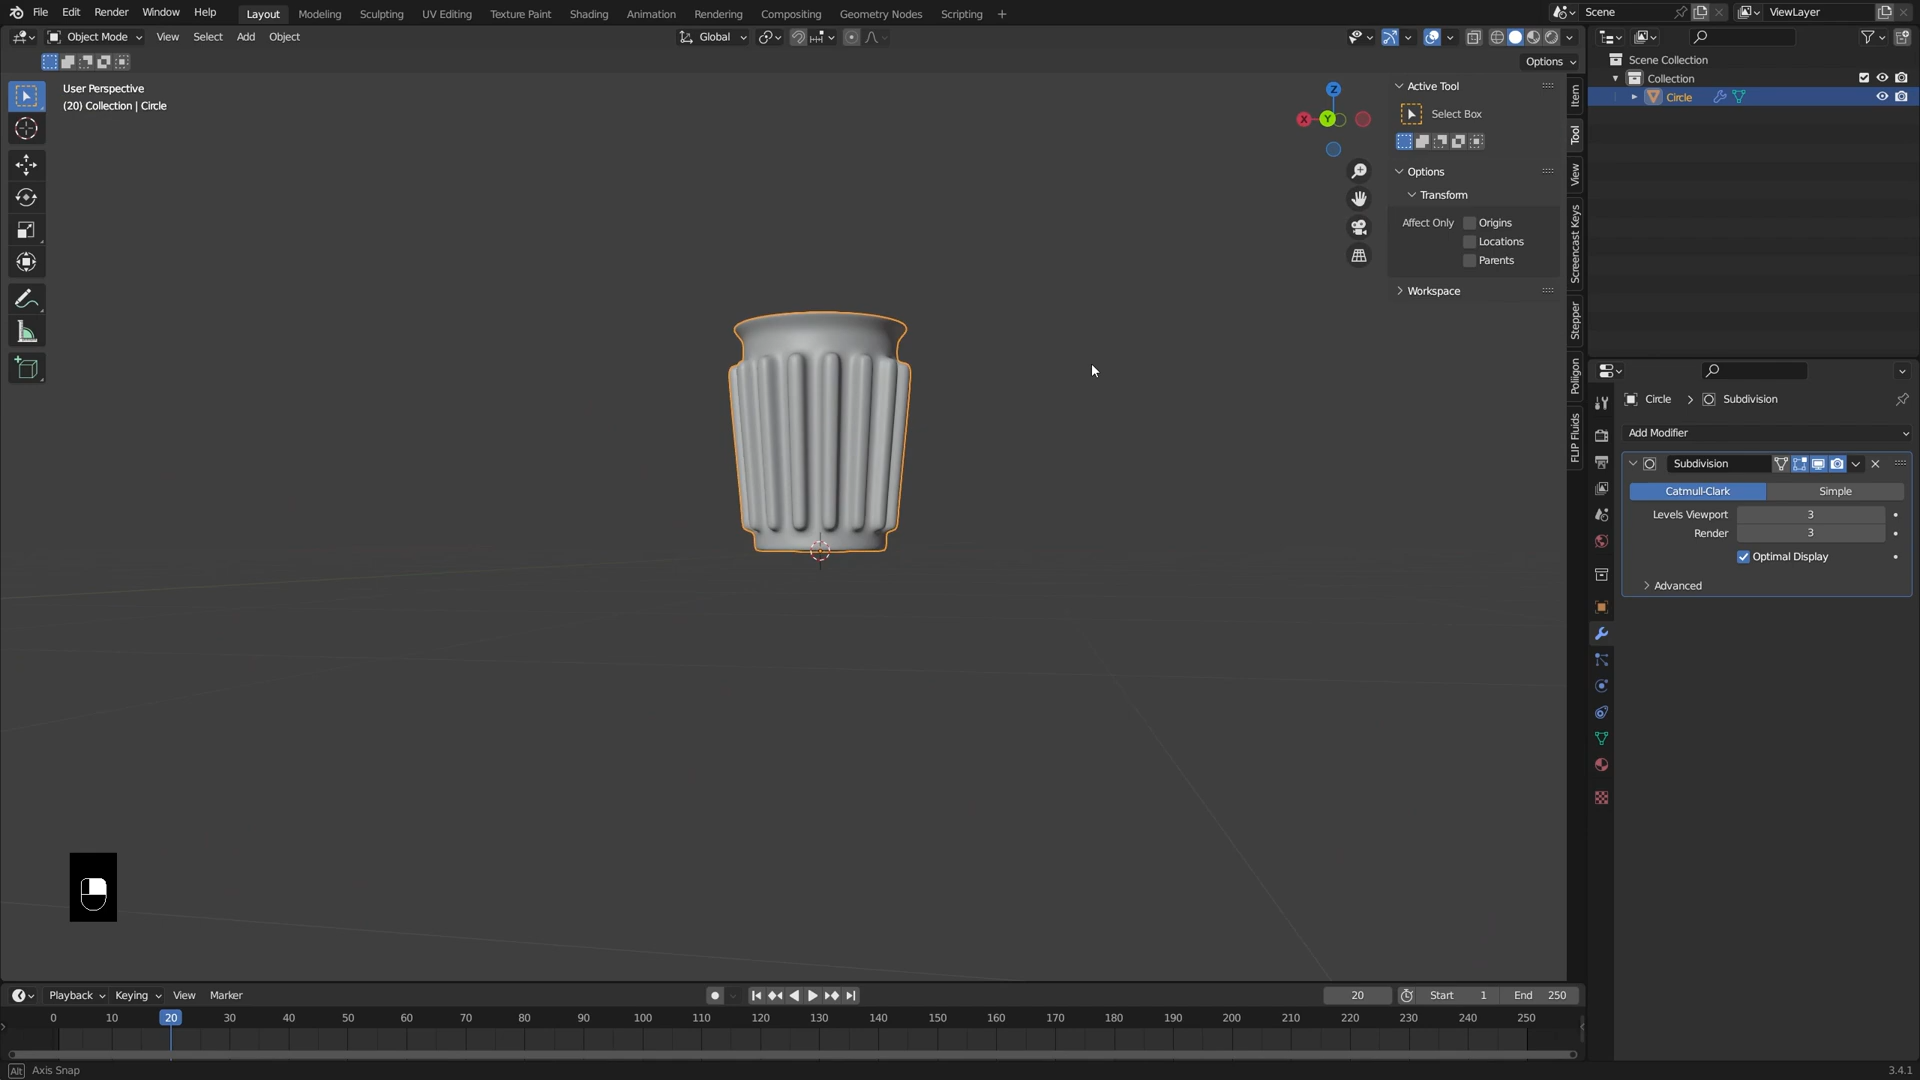 File Edit Render Window Help Layout Modeling Sculpting UV Editing Texture Paint Shading Animation Rendering Compositing Geometry Nodes Scripting + Scene ViewLayer
Object Mode View Select Add Object Global
Options
User Perspective
(20) Collection | Circle
Z
X
Y
Active Tool
Select Box
Options
Transform
Affect Only Origins
Locations
Parents
Workspace
Item
Tool
View
Screencast Keys
Stepper
Poliigon
FLIP Fluids
Scene Collection
Collection
Circle
Circle > Subdivision
Add Modifier
Subdivision
Catmull-Clark Simple
Levels Viewport 3
Render 3
Optimal Display
Advanced
Playback Keying View Marker 20 Start 1 End 250
0 10 20 30 40 50 60 70 80 90 100 110 120 130 140 150 160 170 180 190 200 210 220 230 240 250
Alt Axis Snap 3.4.1